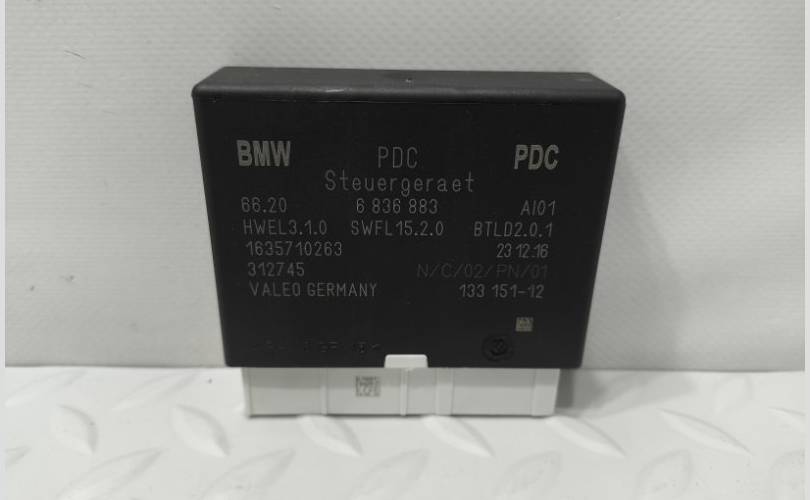 BMW PDC PDC
Steuergeraet
66.20 6 836 883 AI01
HWEL3.1.0 SWFL15.2.0 BTLD2.0.1
1635710263 23.12.16
312745 N/C/02/PN/01
VALEO GERMANY 133 151-12